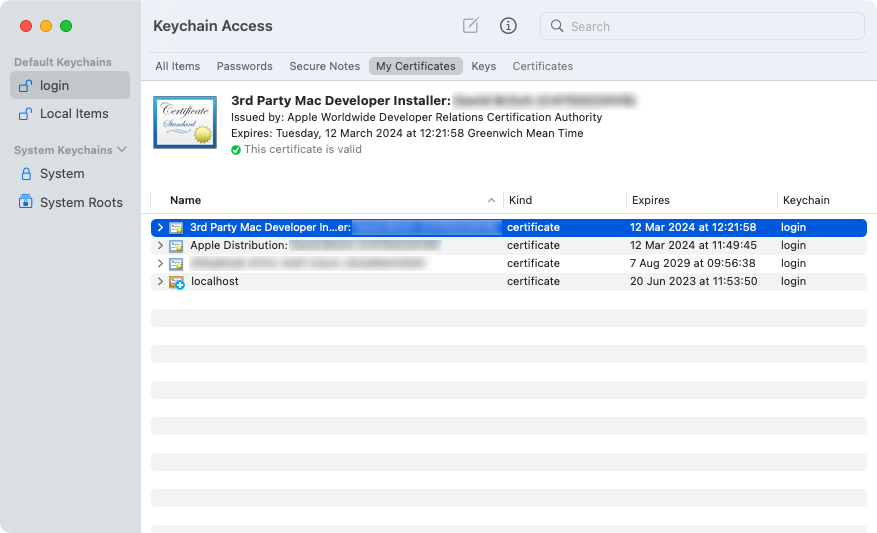 Keychain Access
Search
Default Keychains
login
Local Items
System Keychains
System
System Roots
All Items
Passwords
Secure Notes
My Certificates
Keys
Certificates
Certificate
Standard
3rd Party Mac Developer Installer:
Issued by: Apple Worldwide Developer Relations Certification Authority
Expires: Tuesday, 12 March 2024 at 12:21:58 Greenwich Mean Time
This certificate is valid
Name Kind Expires Keychain
3rd Party Mac Developer In...er: certificate 12 Mar 2024 at 12:21:58 login
Apple Distribution: certificate 12 Mar 2024 at 11:49:45 login
certificate 7 Aug 2029 at 09:56:38 login
localhost certificate 20 Jun 2023 at 11:53:50 login